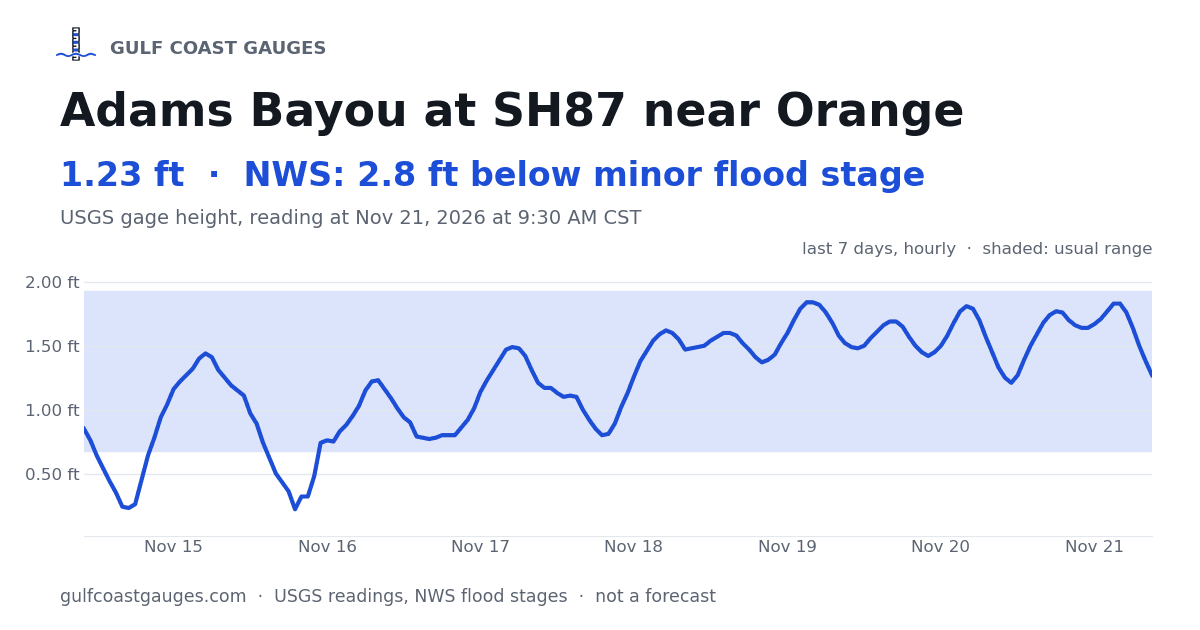 GULF COAST GAUGES
Adams Bayou at SH87 near Orange
1.23 ft · NWS: 2.8 ft below minor flood stage
USGS gage height, reading at Nov 21, 2026 at 9:30 AM CST
last 7 days, hourly · shaded: usual range
2.00 ft
1.50 ft
1.00 ft
0.50 ft
Nov 15 Nov 16 Nov 17 Nov 18 Nov 19 Nov 20 Nov 21
gulfcoastgauges.com · USGS readings, NWS flood stages · not a forecast